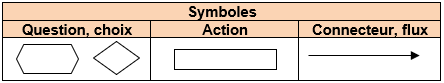 Symboles
Question, choix Action Connecteur, flux